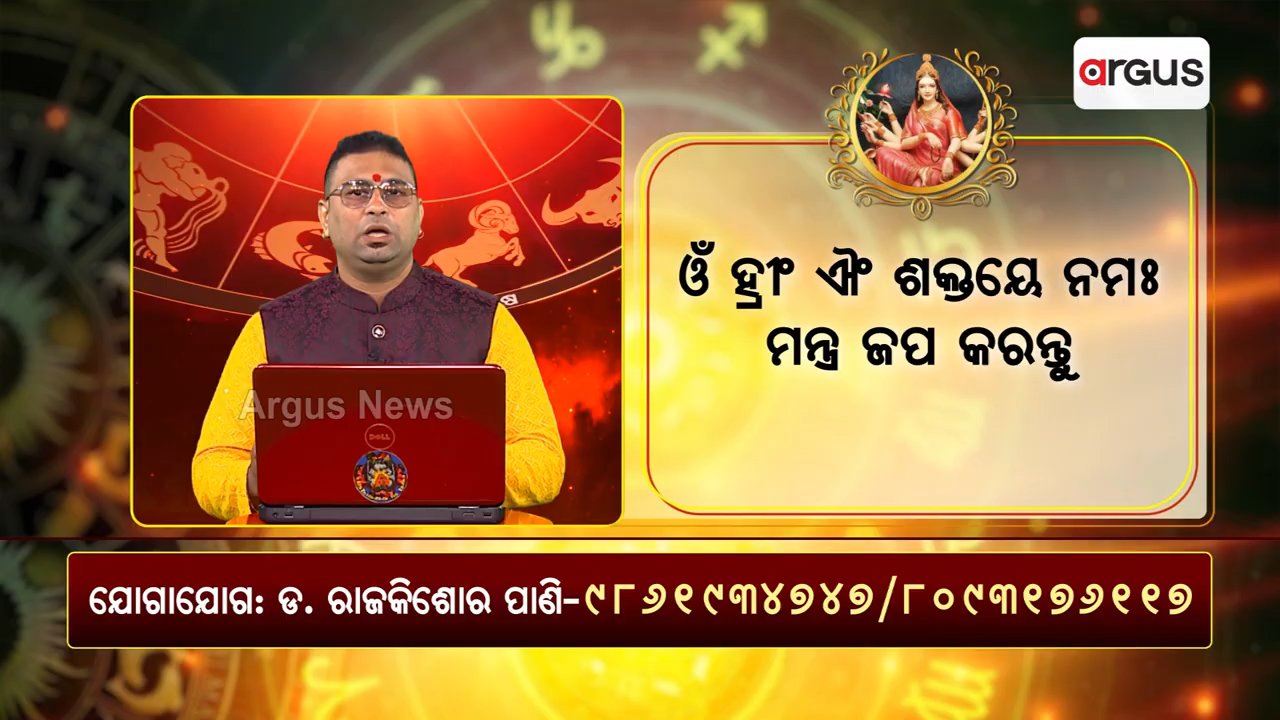 argus
ଓଁ ହ୍ରୀଂ ଐଂ ଶକ୍ତୟେ ନମଃ
ମନ୍ତ୍ର ଜପ କରନ୍ତୁ
Argus News
DELL
ଯୋଗାଯୋଗ: ଡ. ରାଜକିଶୋର ପାଣି-୯୮୬୧୯୩୪୭୪୭/୮୦୯୩୧୭୬୧୧୭